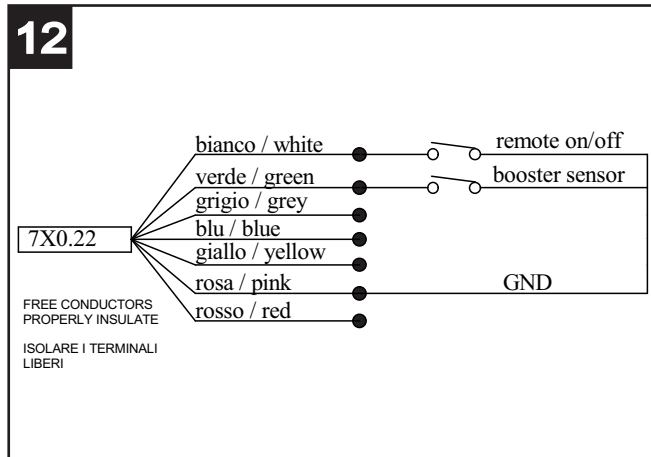 12
bianco / white
remote on/off
verde / green
booster sensor
grigio / grey
7X0.22
blu / blue
giallo / yellow
rosa / pink
GND
rosso / red
FREE CONDUCTORS
PROPERLY INSULATE
ISOLARE I TERMINALI
LIBERI